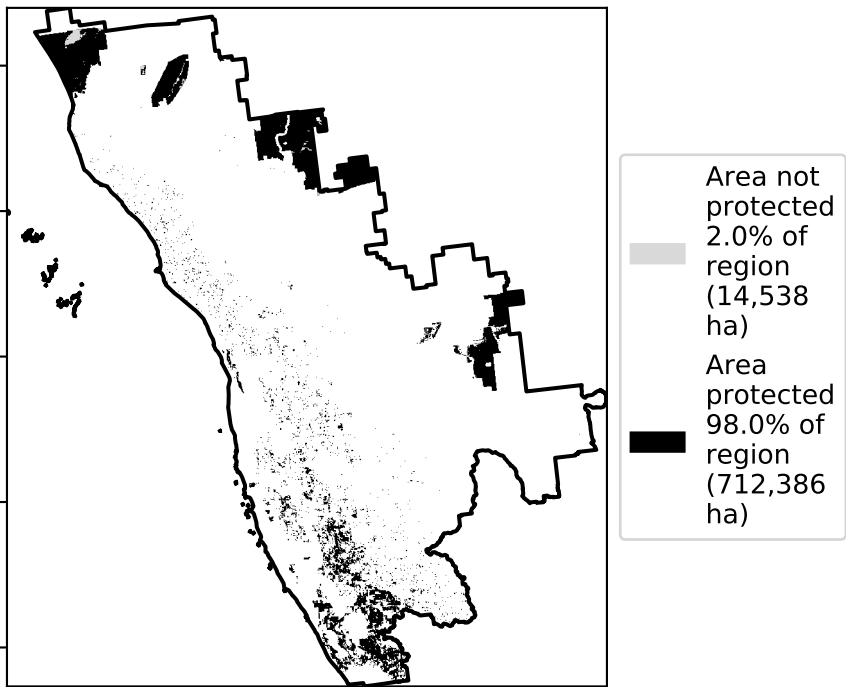 Area not
protected
2.0% of
region
(14,538
ha)
Area
protected
98.0% of
region
(712,386
ha)